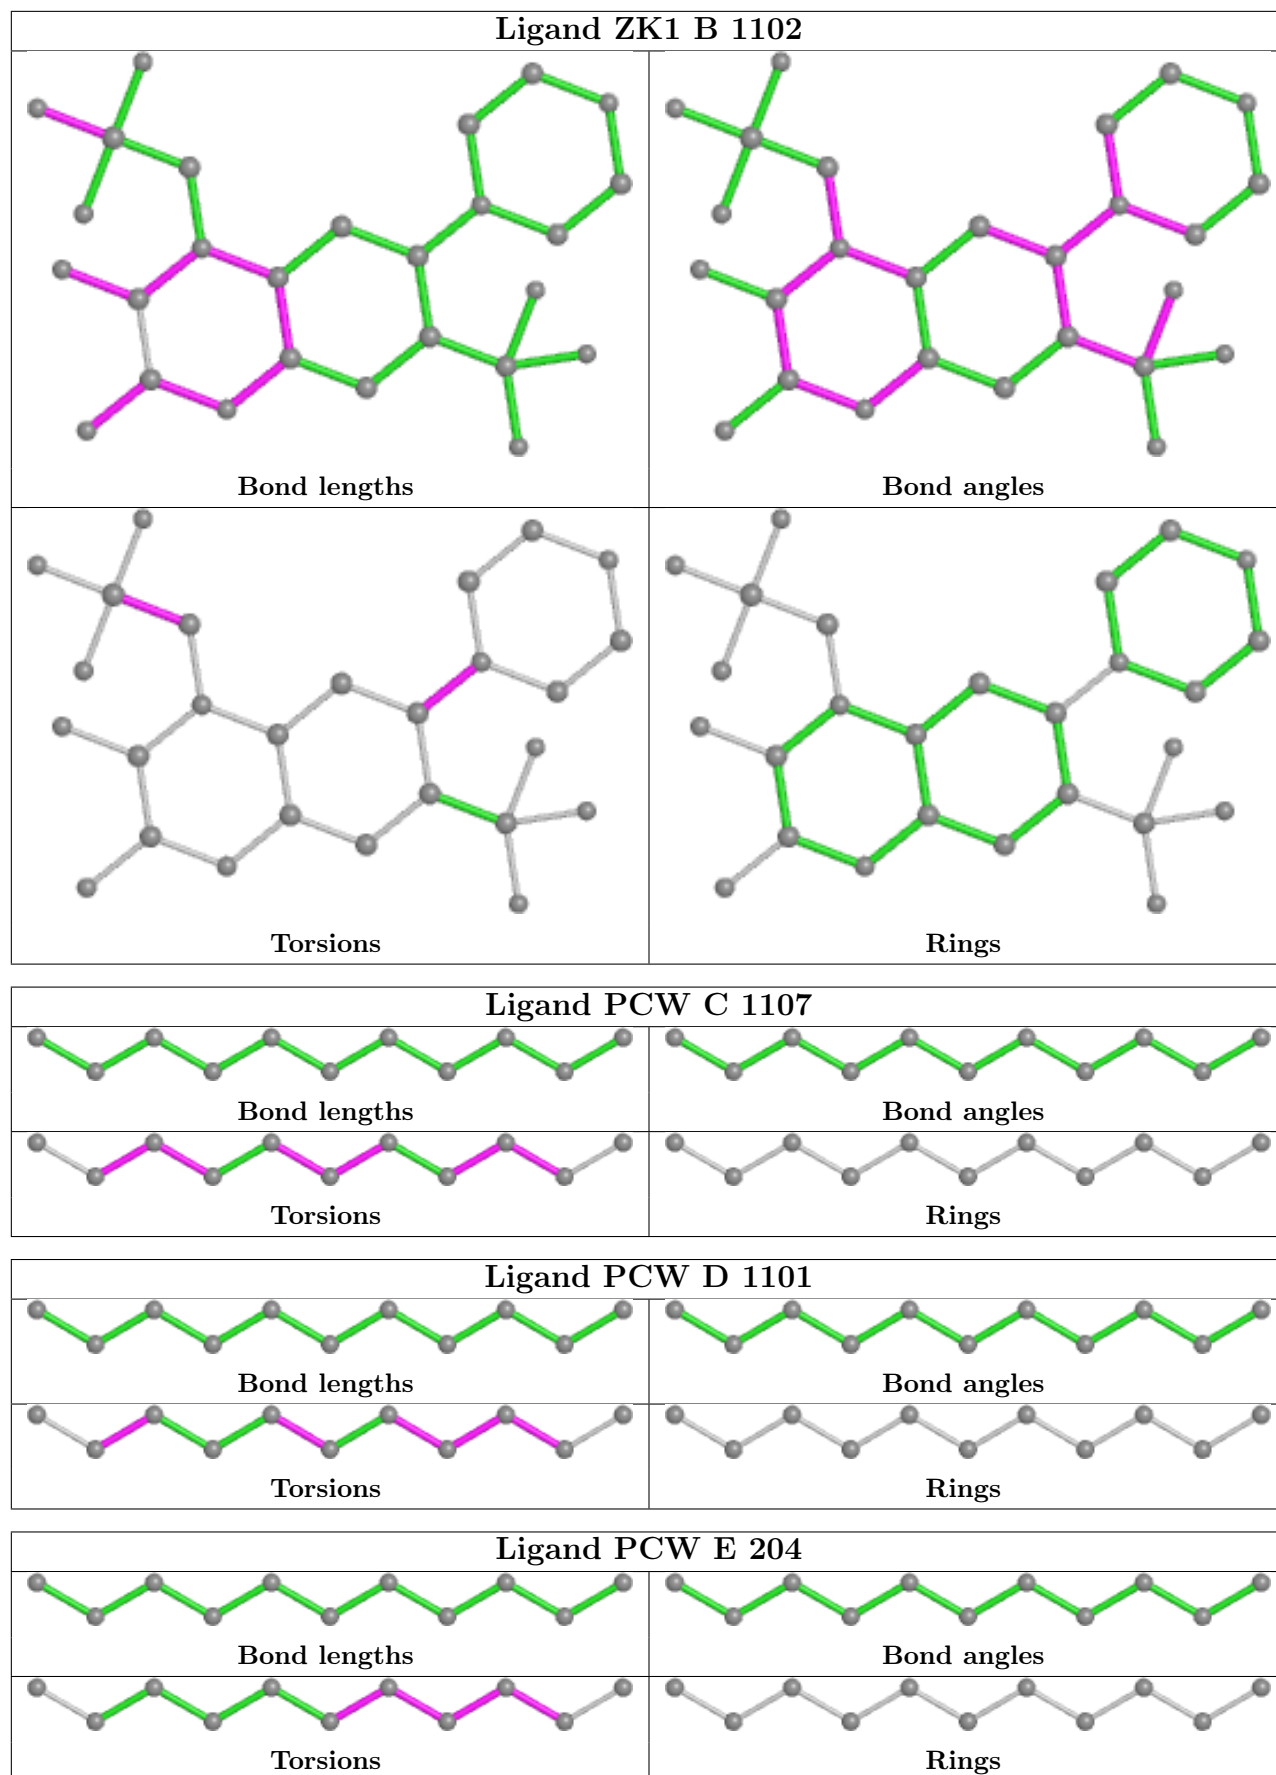 Ligand ZK1 B 1102
Bond lengths
Bond angles
Torsions
Rings
Ligand PCW C 1107
Bond lengths
Bond angles
Torsions
Rings
Ligand PCW D 1101
Bond lengths
Bond angles
Torsions
Rings
Ligand PCW E 204
Bond lengths
Bond angles
Torsions
Rings